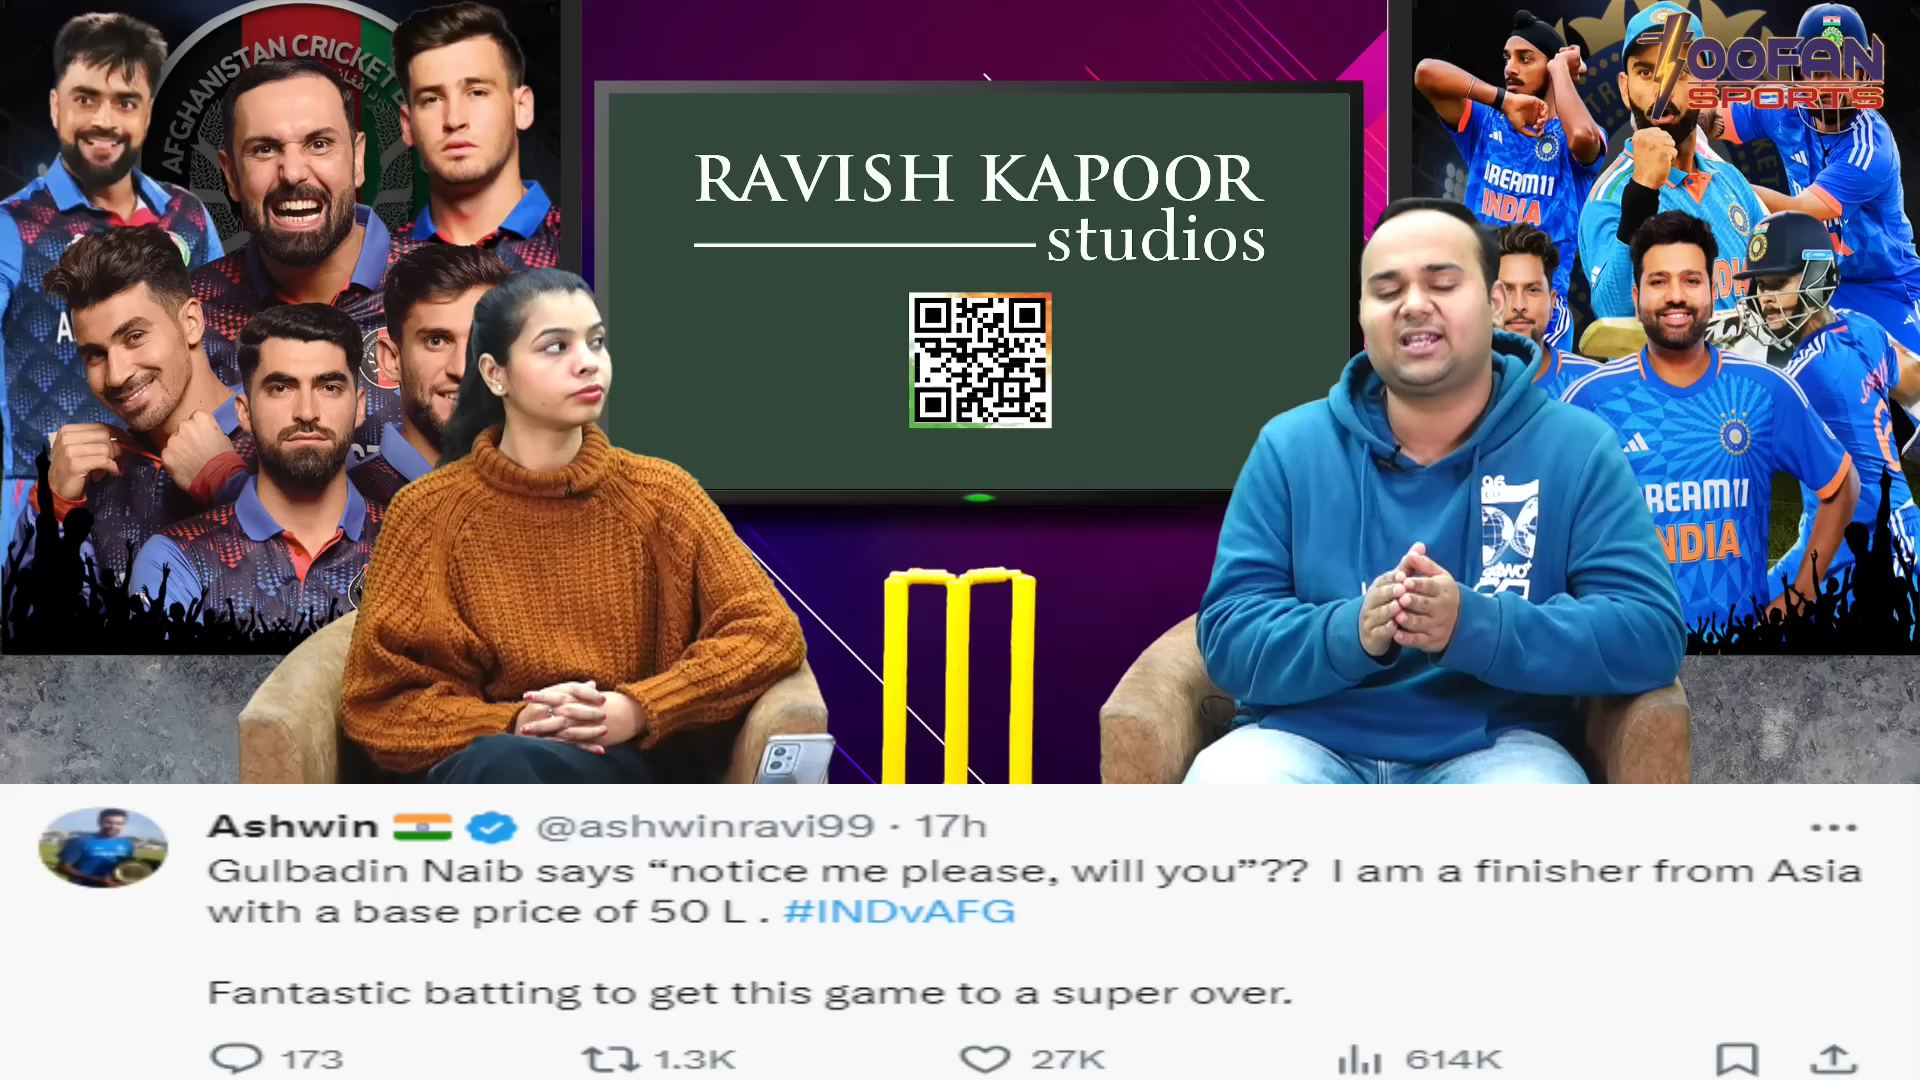 AFGHANISTAN CRICKET
TOOFAN
SPORTS
RAVISH KAPOOR
studios
DREAM11
INDIA
DREAM11
INDIA
96
Ashwin @ashwinravi99 · 17h
Gulbadin Naib says “notice me please, will you”?? I am a finisher from Asia
with a base price of 50 L . #INDvAFG
Fantastic batting to get this game to a super over.
173 1.3K 27K 614K